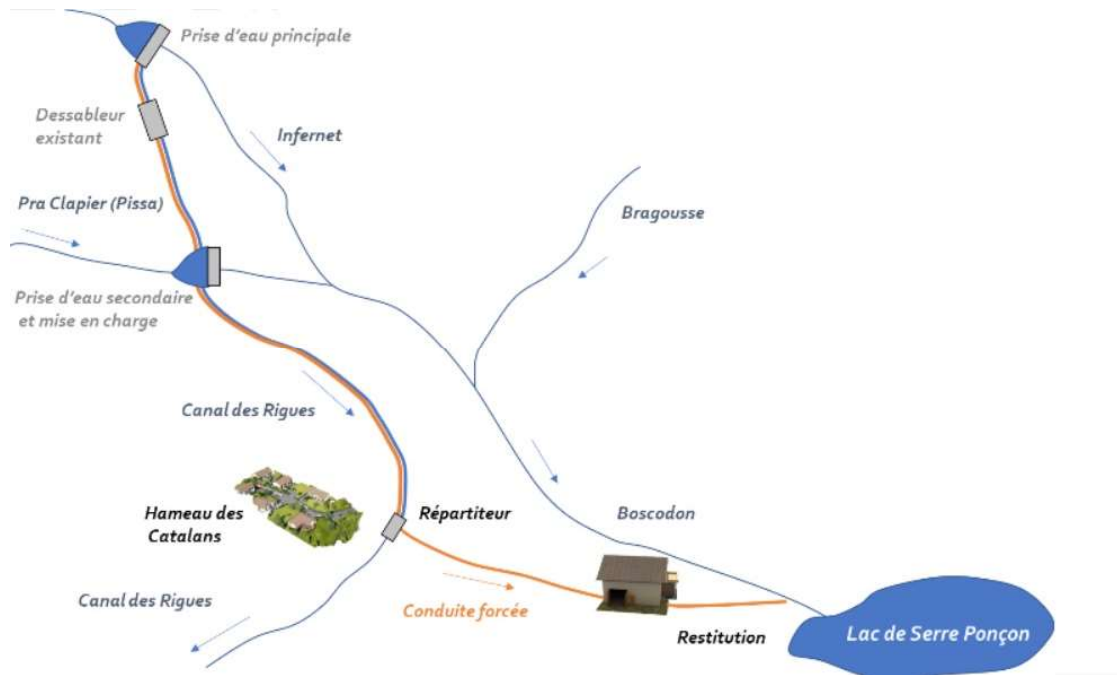 Prise d'eau principale
Dessableur
existant
Infernet
Pra Clapier (Pissa)
Bragousse
Prise d'eau secondaire
et mise en charge
Canal des Rigues
Hameau des
Catalans
Répartiteur
Boscodon
Canal des Rigues
Conduite forcée
Restitution
Lac de Serre Ponçon